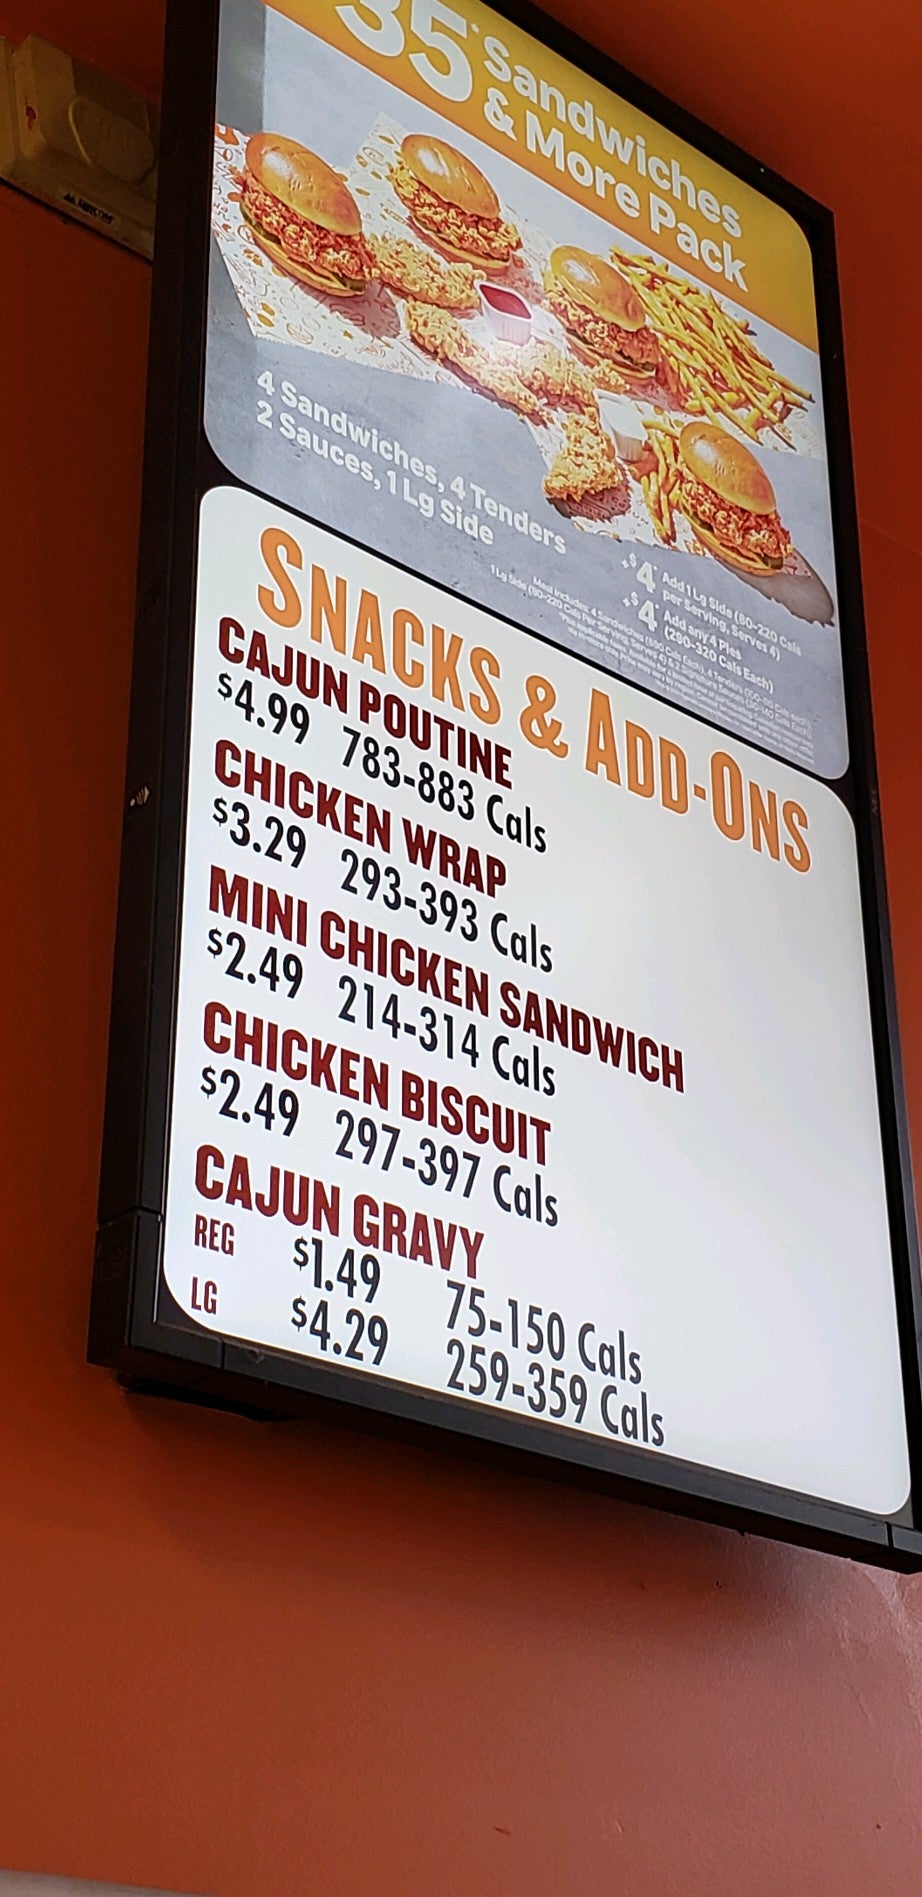 35* Sandwiches
& More Pack
4 Sandwiches, 4 Tenders
2 Sauces, 1 Lg Side
+$4* Add 1 Lg Side (80-220 Cals
per Serving, Serves 4)
+$4* Add any 4 Pies
(290-320 Cals Each)
SNACKS & ADD-ONS
CAJUN POUTINE
$4.99 783-883 Cals
CHICKEN WRAP
$3.29 293-393 Cals
MINI CHICKEN SANDWICH
$2.49 214-314 Cals
CHICKEN BISCUIT
$2.49 297-397 Cals
CAJUN GRAVY
REG $1.49 75-150 Cals
LG $4.29 259-359 Cals